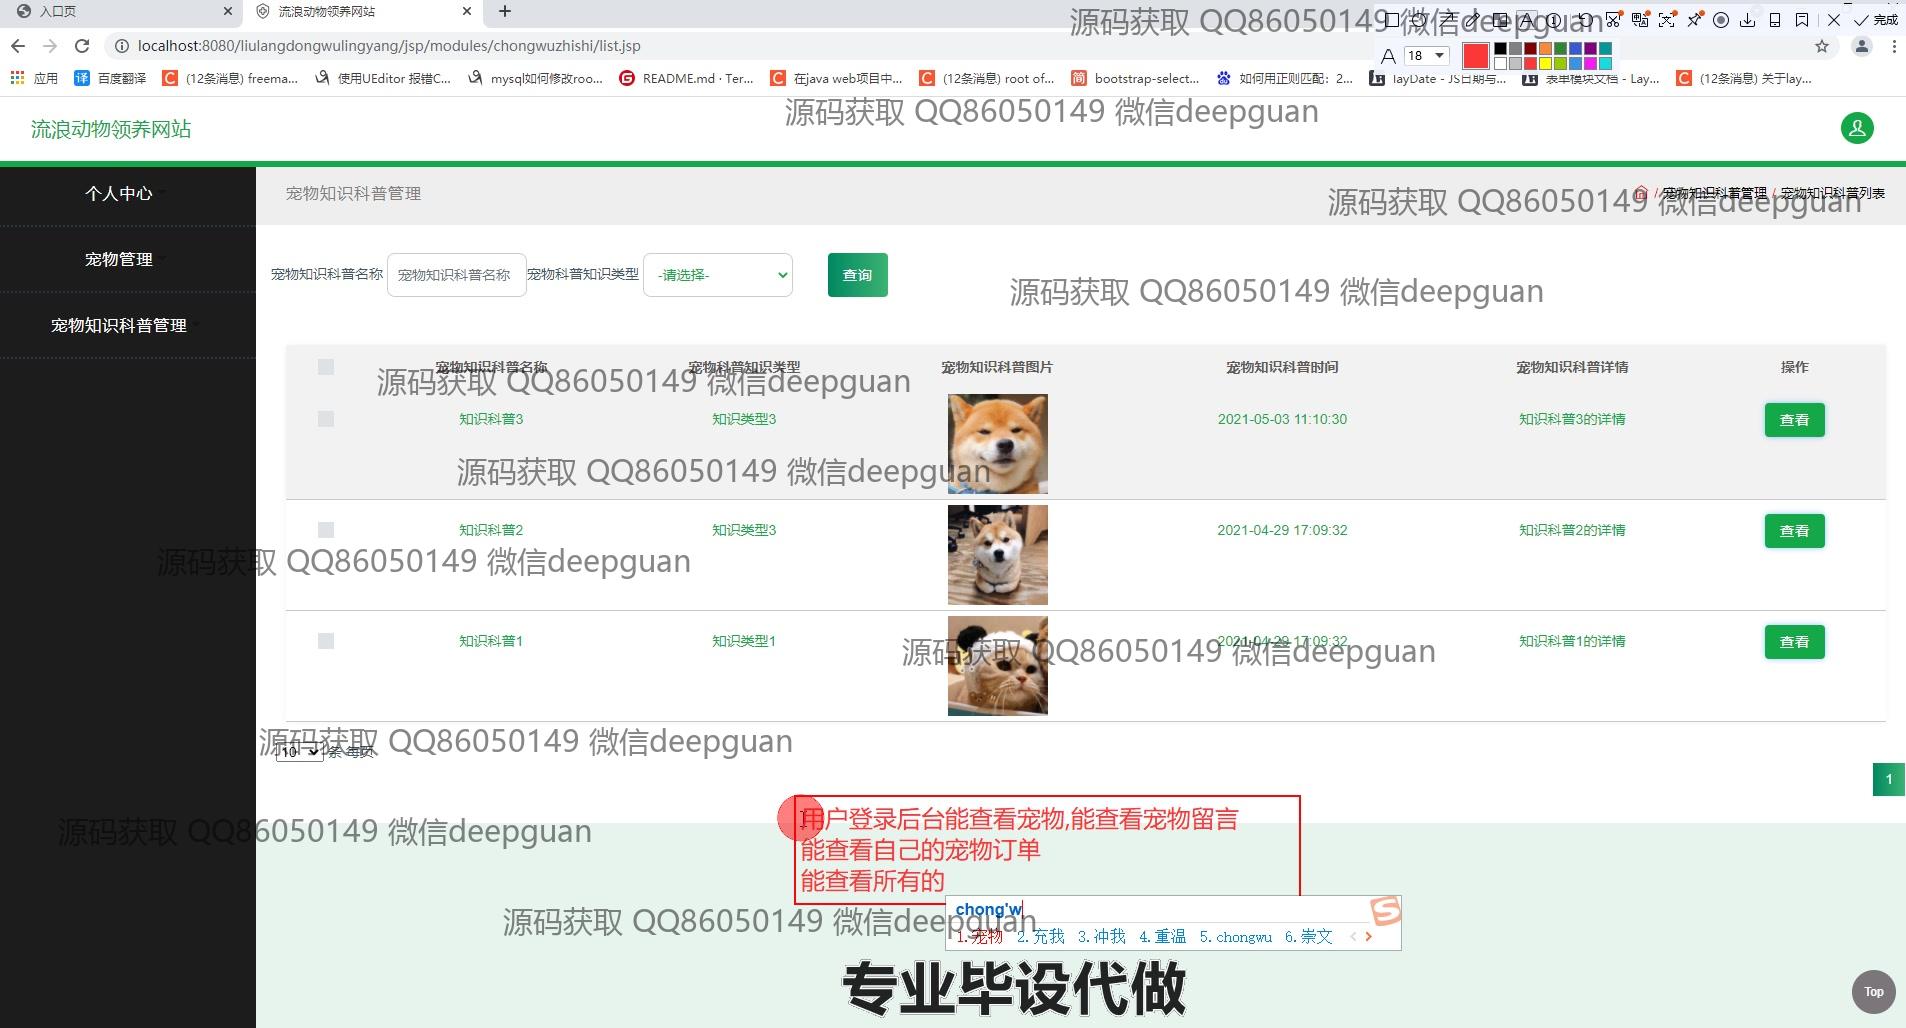 入口页
流浪动物领养网站
源码获取 QQ86050149 微信deepguan
完成
localhost:8080/liulangdongwulingyang/jsp/modules/chongwuzhishi/list.jsp
18
应用
百度翻译
(12条消息) freema...
使用UEditor 报错C...
mysql如何修改roo...
README.md · Ter...
在java web项目中...
(12条消息) root of...
bootstrap-select...
如何用正则匹配：2...
layDate - JS日期与...
表单模块文档 - Lay...
(12条消息) 关于lay...
源码获取 QQ86050149 微信deepguan
流浪动物领养网站
个人中心
宠物管理
宠物知识科普管理
宠物知识科普管理
/ 宠物知识科普管理 / 宠物知识科普列表
源码获取 QQ86050149 微信deepguan
宠物知识科普名称 宠物知识科普名称 宠物科普知识类型 -请选择- 查询
源码获取 QQ86050149 微信deepguan
宠物知识科普名称 宠物科普知识类型 宠物知识科普图片 宠物知识科普时间 宠物知识科普详情 操作
源码获取 QQ86050149 微信deepguan
知识科普3 知识类型3 2021-05-03 11:10:30 知识科普3的详情 查看
源码获取 QQ86050149 微信deepguan
知识科普2 知识类型3 2021-04-29 17:09:32 知识科普2的详情 查看
源码获取 QQ86050149 微信deepguan
知识科普1 知识类型1 2021-04-29 17:09:32 知识科普1的详情 查看
源码获取 QQ86050149 微信deepguan
源码获取 QQ86050149 微信deepguan
10 条 每页
1
用户登录后台能查看宠物,能查看宠物留言
能查看自己的宠物订单
能查看所有的
源码获取 QQ86050149 微信deepguan
chong'w
源码获取 QQ86050149 微信deepguan
1.宠物 2.充我 3.冲我 4.重温 5.chongwu 6.崇文
专业毕设代做
Top